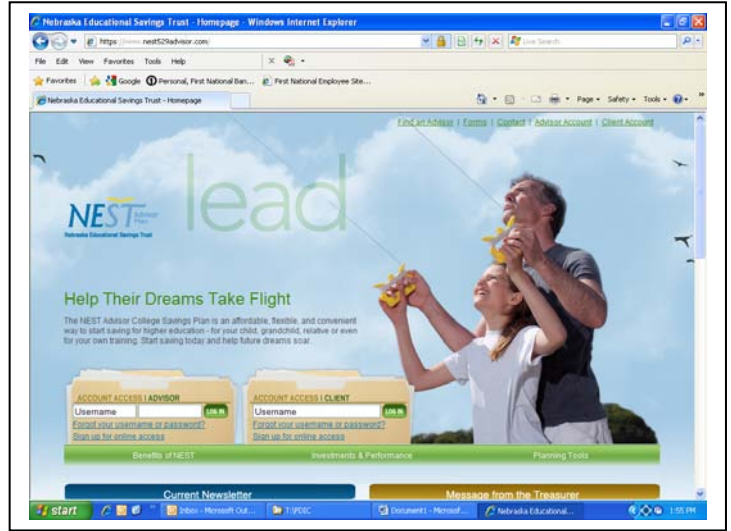 Nebraska Educational Savings Trust - Homepage - Windows Internet Explorer
https://www.nest529advisor.com/
Live Search
File Edit View Favorites Tools Help
Favorites Google Personal, First National Ban... First National Employee Site...
Nebraska Educational Savings Trust - Homepage
Page Safety Tools
Find an Advisor | Forms | Contact | Advisor Account | Client Account
lead
NEST Advisor Plan
Nebraska Educational Savings Trust
Help Their Dreams Take Flight
The NEST Advisor College Savings Plan is an affordable, flexible, and convenient
way to start saving for higher education - for your child, grandchild, relative or even
for your own training. Start saving today and help future dreams soar.
ACCOUNT ACCESS | ADVISOR
Username LOG IN
Forgot your username or password?
Sign up for online access
ACCOUNT ACCESS | CLIENT
Username LOG IN
Forgot your username or password?
Sign up for online access
Benefits of NEST Investments & Performance Planning Tools
Current Newsletter Message from the Treasurer
start Inbox - Microsoft Out... T:\FDIC Document1 - Microsof... Nebraska Educational... 1:55 PM